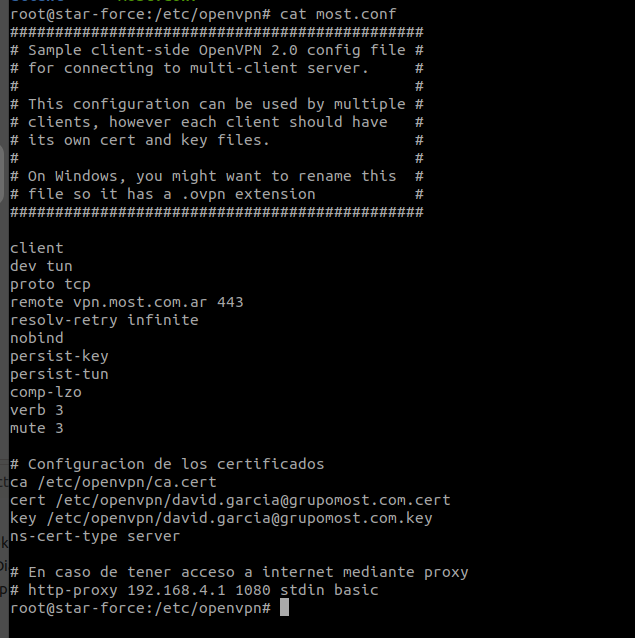 root@star-force:/etc/openvpn# cat most.conf
##############################################
# Sample client-side OpenVPN 2.0 config file #
# for connecting to multi-client server.     #
#                                            #
# This configuration can be used by multiple #
# clients, however each client should have   #
# its own cert and key files.                #
#                                            #
# On Windows, you might want to rename this  #
# file so it has a .ovpn extension           #
##############################################

client
dev tun
proto tcp
remote vpn.most.com.ar 443
resolv-retry infinite
nobind
persist-key
persist-tun
comp-lzo
verb 3
mute 3

# Configuracion de los certificados
ca /etc/openvpn/ca.cert
cert /etc/openvpn/david.garcia@grupomost.com.cert
key /etc/openvpn/david.garcia@grupomost.com.key
ns-cert-type server

# En caso de tener acceso a internet mediante proxy
# http-proxy 192.168.4.1 1080 stdin basic
root@star-force:/etc/openvpn#